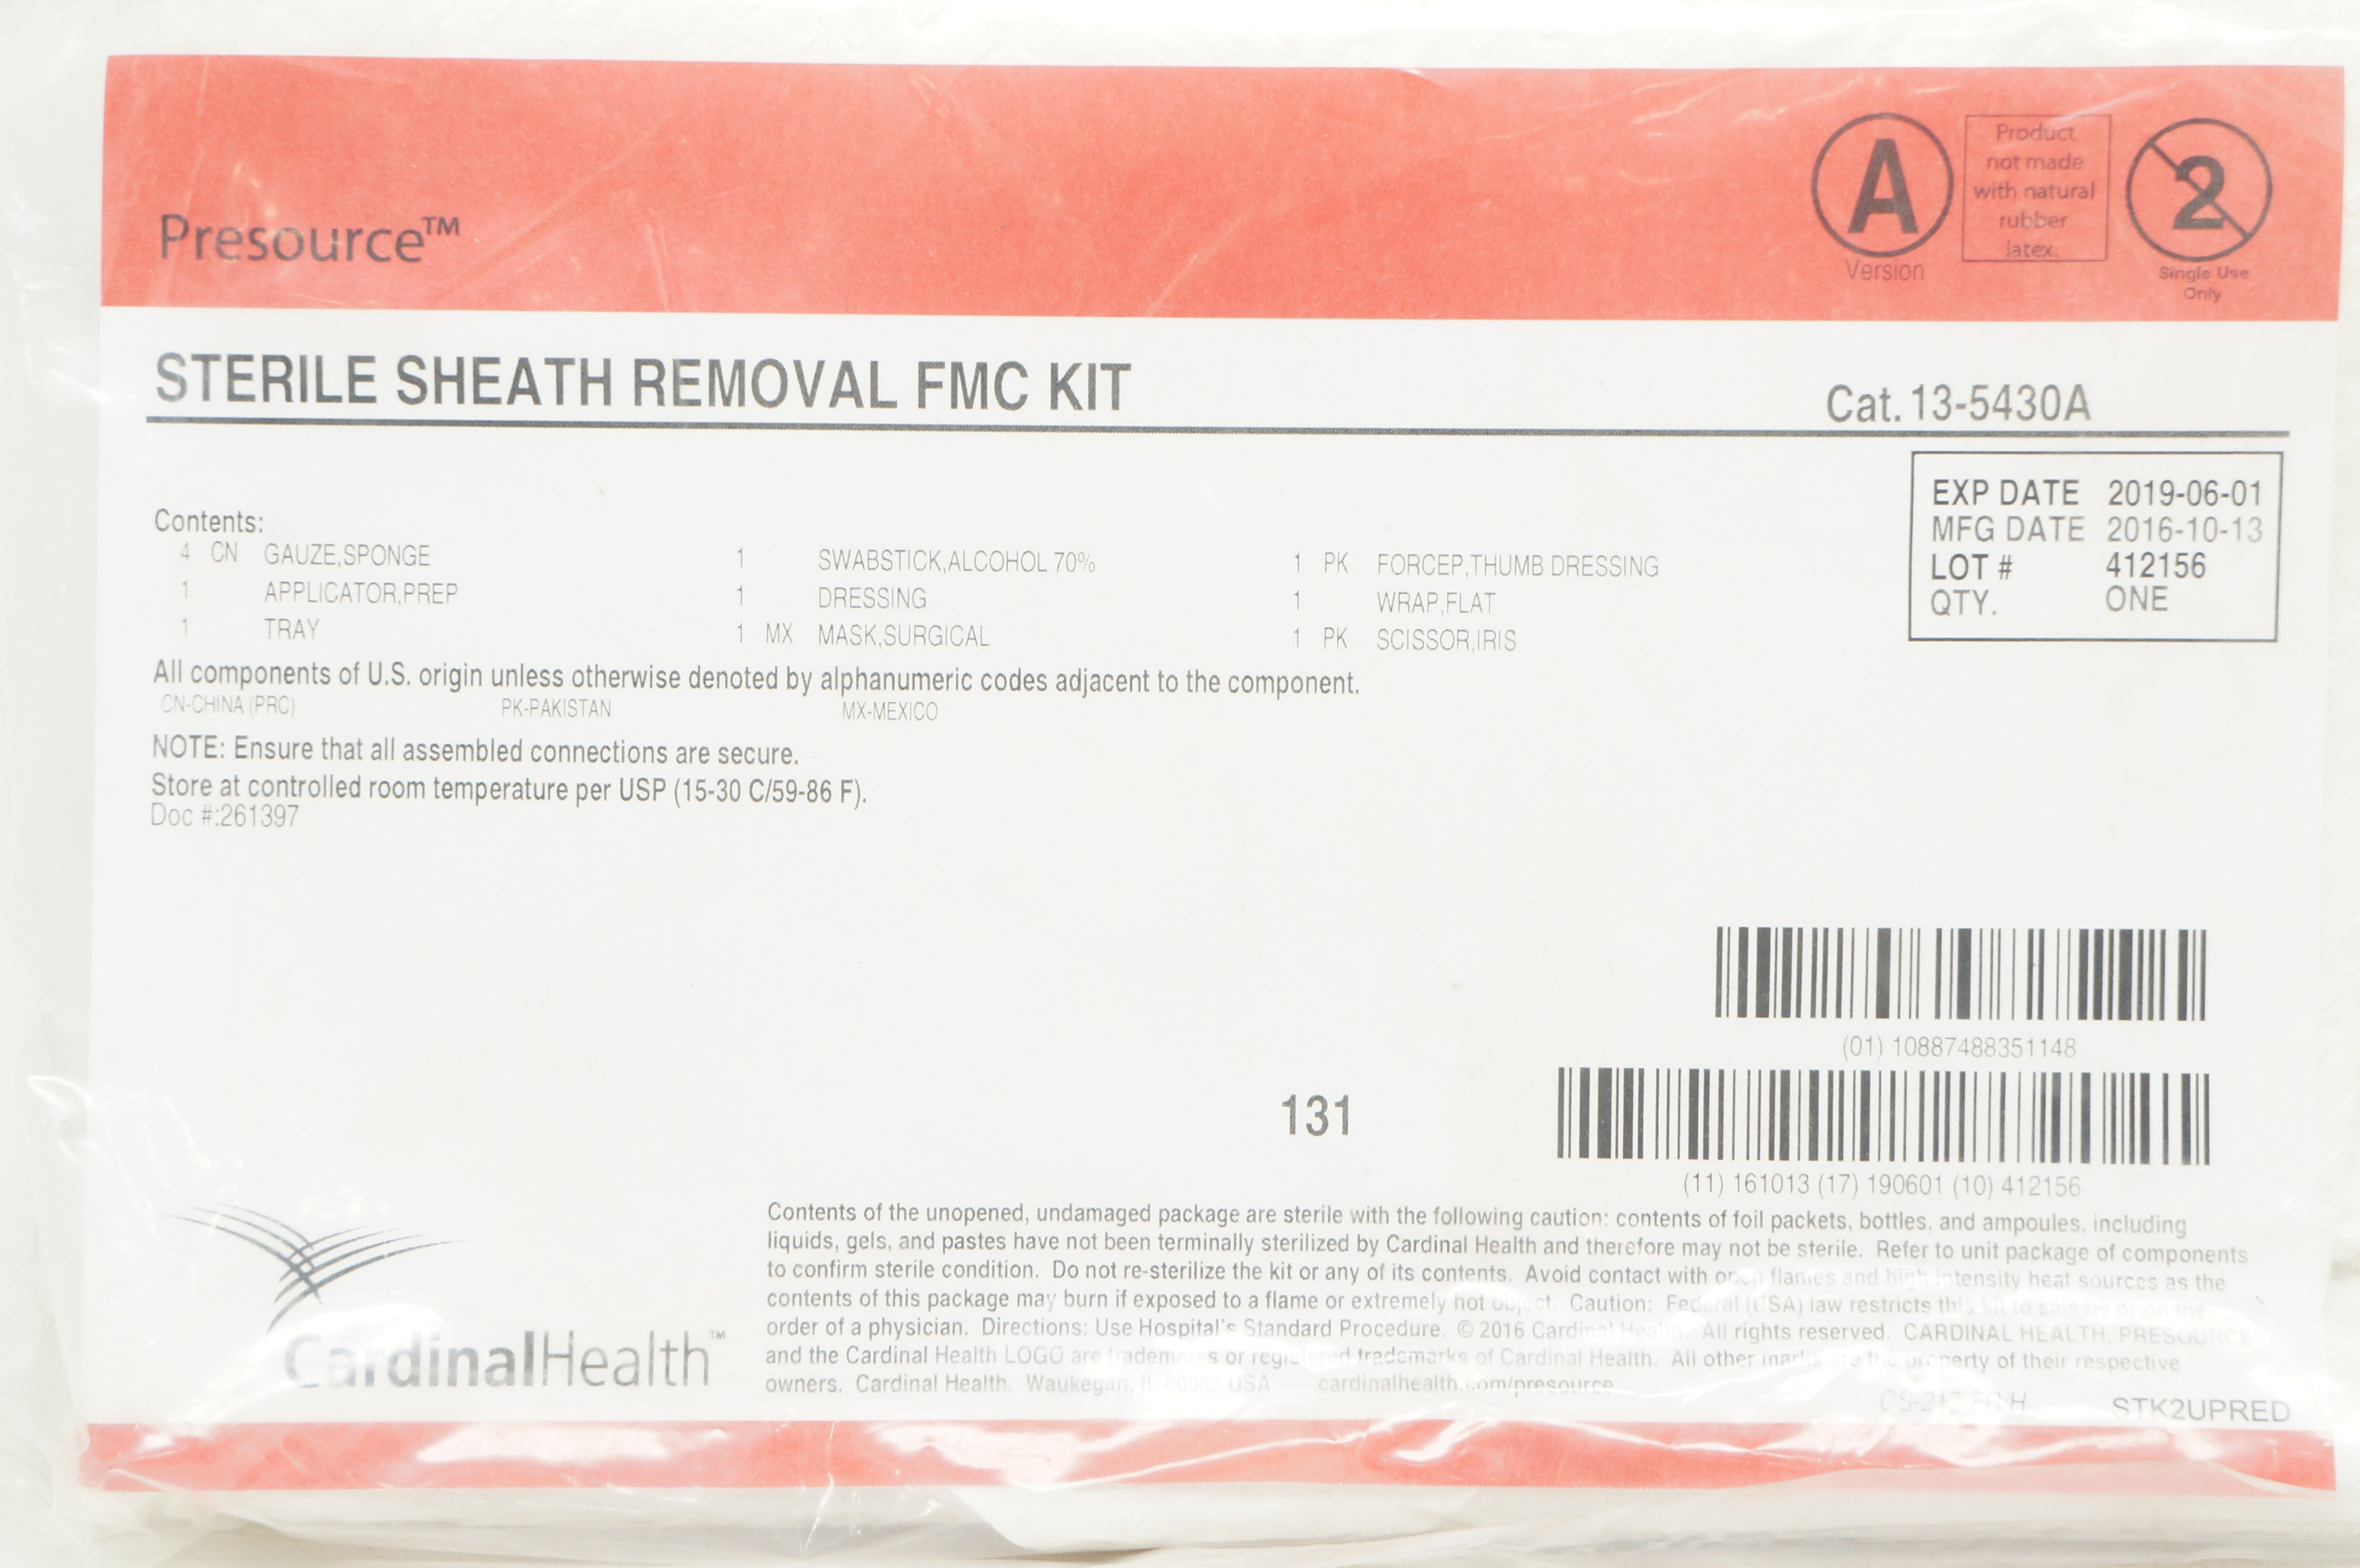 Presource™
A
Version
Product
not made
with natural
rubber
latex.
2
Single Use
Only
STERILE SHEATH REMOVAL FMC KIT
Cat. 13-5430A
EXP DATE 2019-06-01
MFG DATE 2016-10-13
LOT # 412156
QTY. ONE
Contents:
4 CN GAUZE,SPONGE 1 SWABSTICK,ALCOHOL 70% 1 PK FORCEP,THUMB DRESSING
1 APPLICATOR,PREP 1 DRESSING 1 WRAP,FLAT
1 TRAY 1 MX MASK,SURGICAL 1 PK SCISSOR,IRIS
All components of U.S. origin unless otherwise denoted by alphanumeric codes adjacent to the component.
CN-CHINA (PRC) PK-PAKISTAN MX-MEXICO
NOTE: Ensure that all assembled connections are secure.
Store at controlled room temperature per USP (15-30 C/59-86 F).
Doc #:261397
(01) 10887488351148
131
(11) 161013 (17) 190601 (10) 412156
CardinalHealth™
Contents of the unopened, undamaged package are sterile with the following caution: contents of foil packets, bottles, and ampoules, including
liquids, gels, and pastes have not been terminally sterilized by Cardinal Health and therefore may not be sterile. Refer to unit package of components
to confirm sterile condition. Do not re-sterilize the kit or any of its contents. Avoid contact with open flames and high intensity heat sources as the
contents of this package may burn if exposed to a flame or extremely hot object. Caution: Federal (USA) law restricts this kit to sale by or on the
order of a physician. Directions: Use Hospital's Standard Procedure. © 2016 Cardinal Health. All rights reserved. CARDINAL HEALTH, PRESOURCE
and the Cardinal Health LOGO are trademarks or registered trademarks of Cardinal Health. All other marks are the property of their respective
owners. Cardinal Health. Waukegan, IL 60085 USA. cardinalhealth.com/presource
STK2UPRED